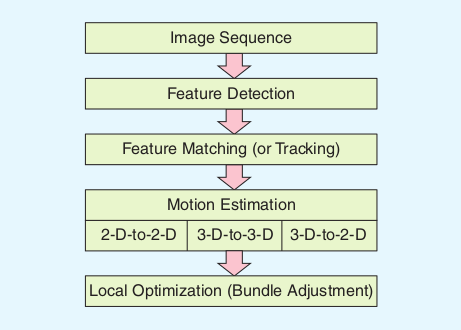 Image Sequence
Feature Detection
Feature Matching (or Tracking)
Motion Estimation
2-D-to-2-D 3-D-to-3-D 3-D-to-2-D
Local Optimization (Bundle Adjustment)